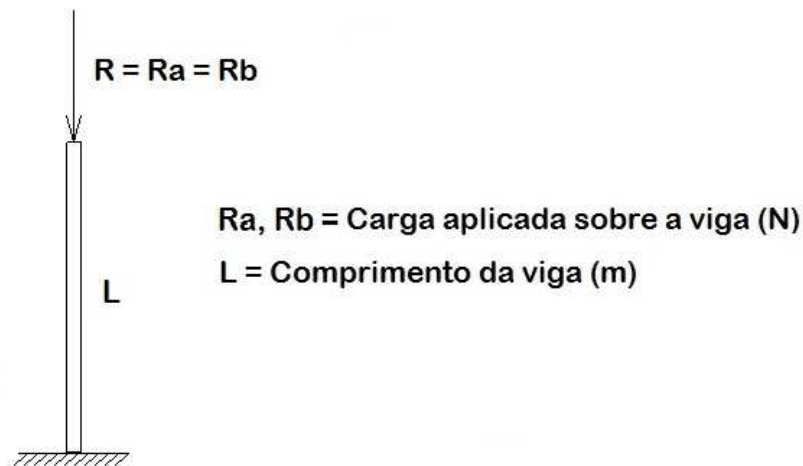 R = Ra = Rb
Ra, Rb = Carga aplicada sobre a viga (N)
L = Comprimento da viga (m)
L